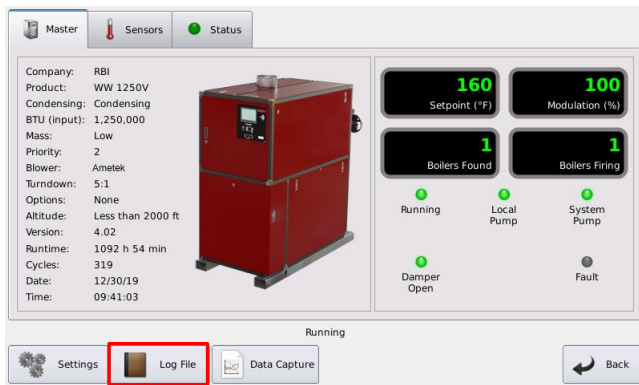 Master
Sensors
Status
Company: RBI
Product: WW 1250V
Condensing: Condensing
BTU (input): 1,250,000
Mass: Low
Priority: 2
Blower: Ametek
Turndown: 5:1
Options: None
Altitude: Less than 2000 ft
Version: 4.02
Runtime: 1092 h 54 min
Cycles: 319
Date: 12/30/19
Time: 09:41:03
160
Setpoint (°F)
100
Modulation (%)
1
Boilers Found
1
Boilers Firing
Running
Local
Pump
System
Pump
Damper
Open
Fault
Running
Settings
Log File
Data Capture
Back